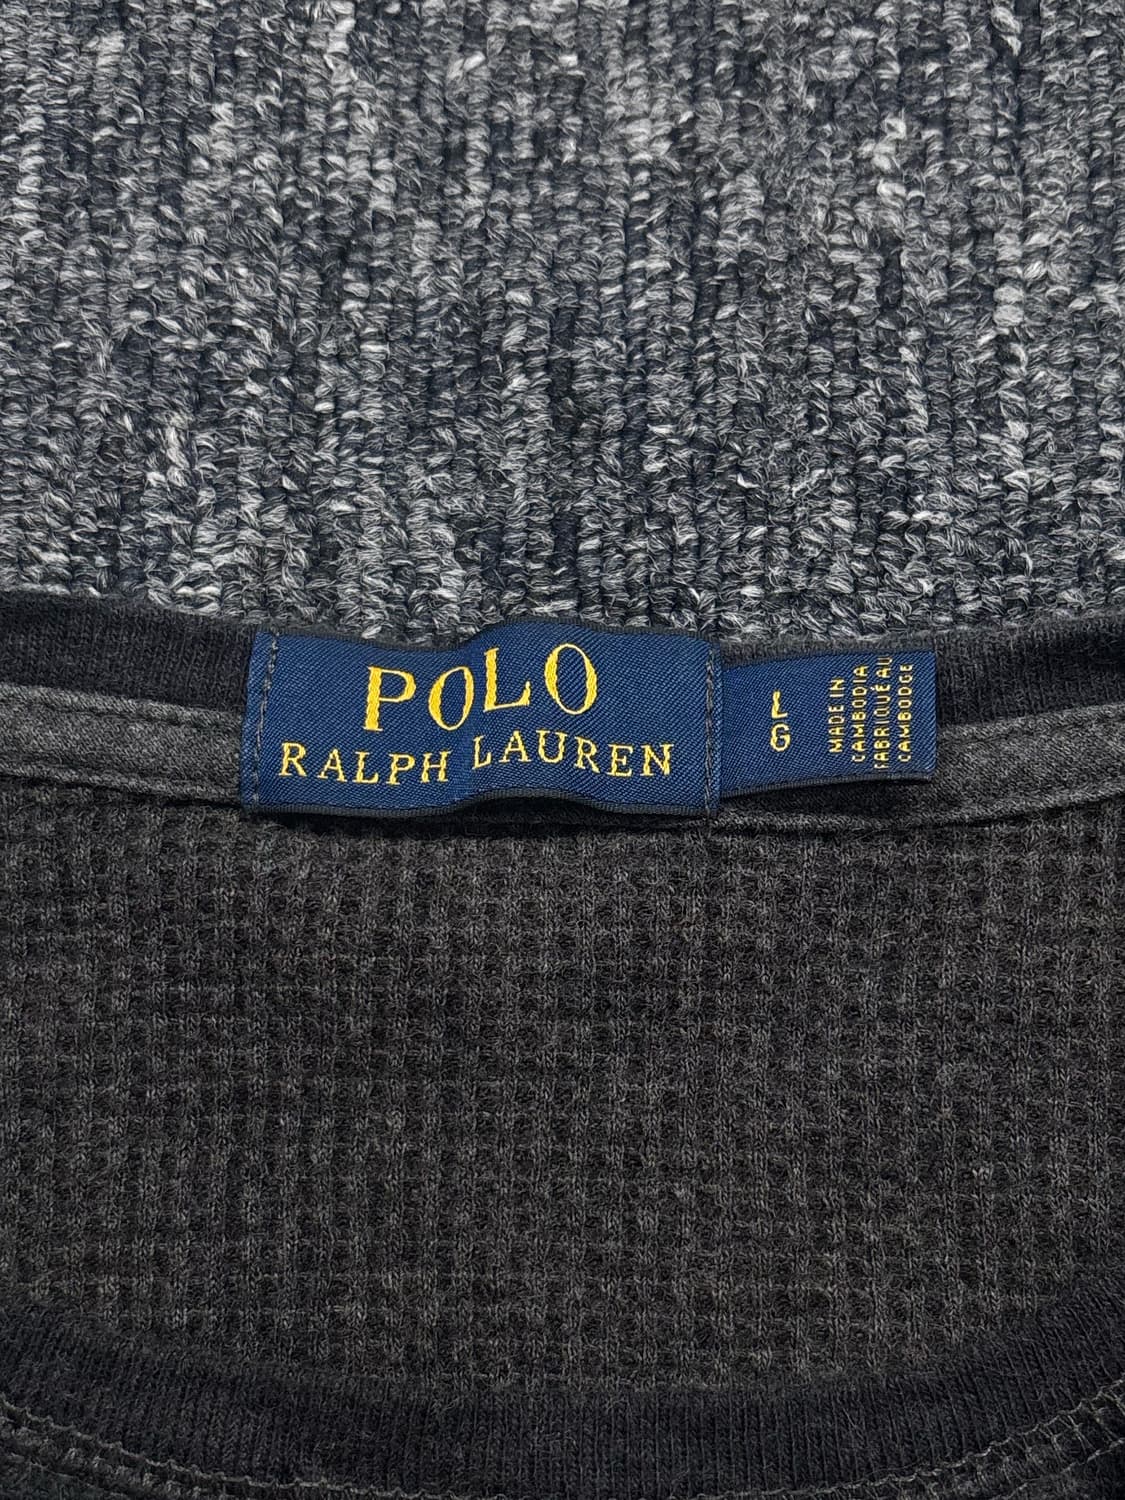 POLO
RALPH LAUREN
L
G
MADE IN
CAMBODIA
FABRIQUÉ AU
CAMBODGE